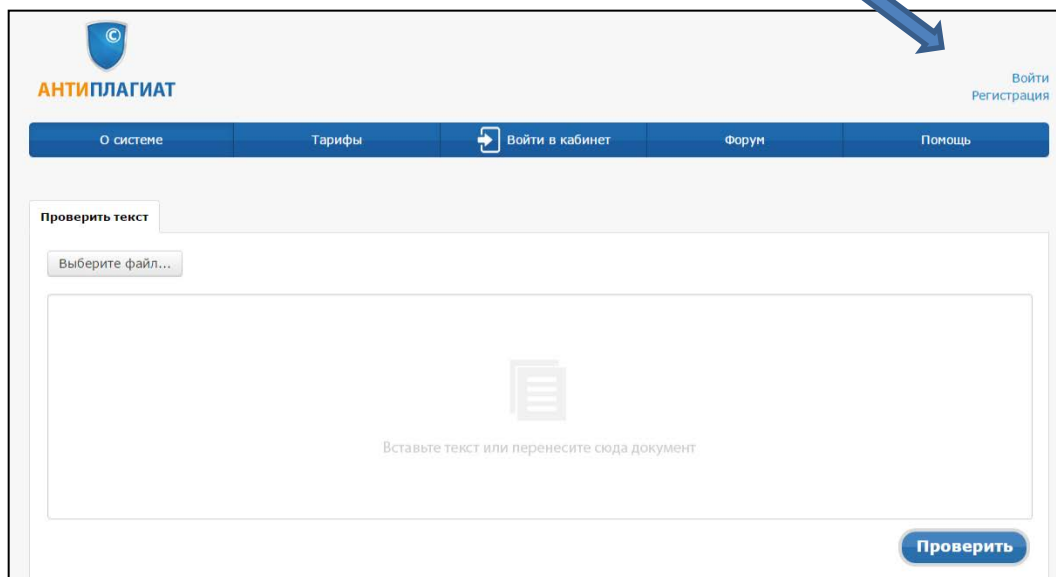 ©
АНТИПЛАГИАТ
Войти
Регистрация
О системе Тарифы Войти в кабинет Форум Помощь
Проверить текст
Выберите файл...
Вставьте текст или перенесите сюда документ
Проверить